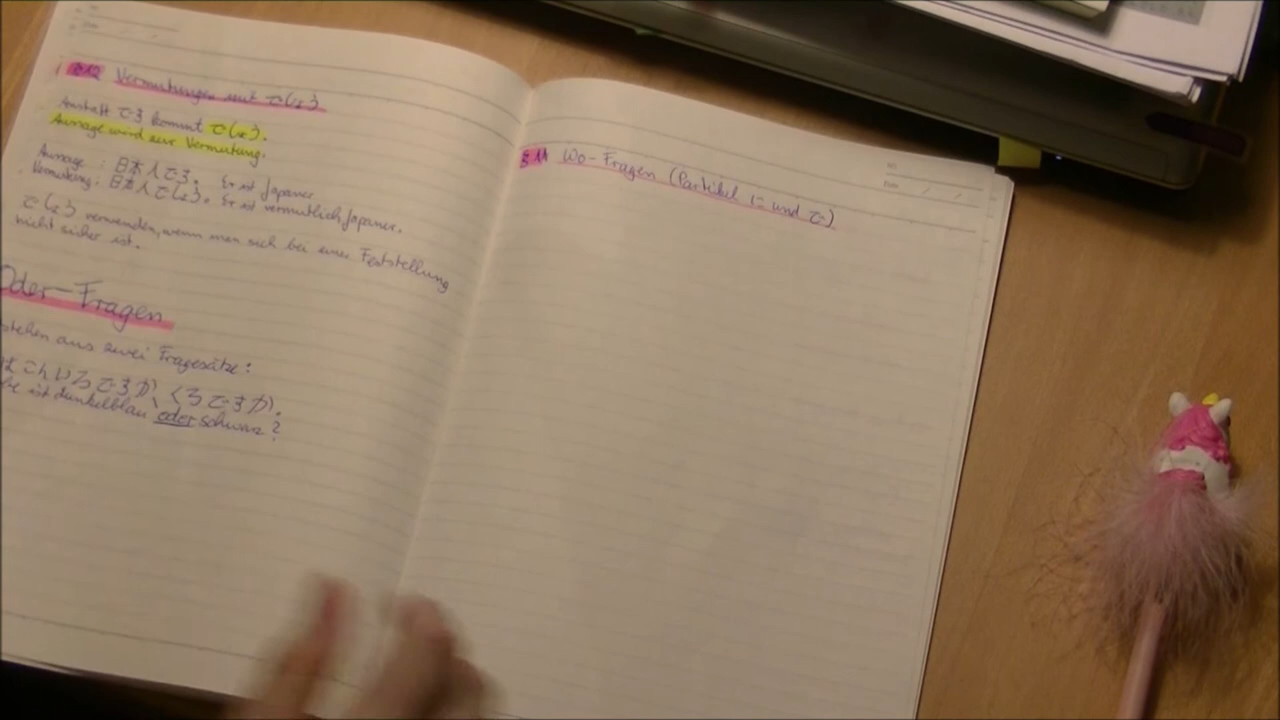 Vermutungen mit でしょう
Anstatt です kommt でしょう.
Aussage wird zur Vermutung.
Aussage : 日本人です。 Er ist Japaner
Vermutung: 日本人でしょう。 Er ist vermutlich Japaner.
でしょう verwenden, wenn man sich bei einer Feststellung
nicht sicher ist.
Oder-Fragen
stehen aus zwei Fragesätze:
はこんいろですか、くろですか。
ist dunkelblau oder schwarz?
§ 11 Wo-Fragen (Partikel に und で)